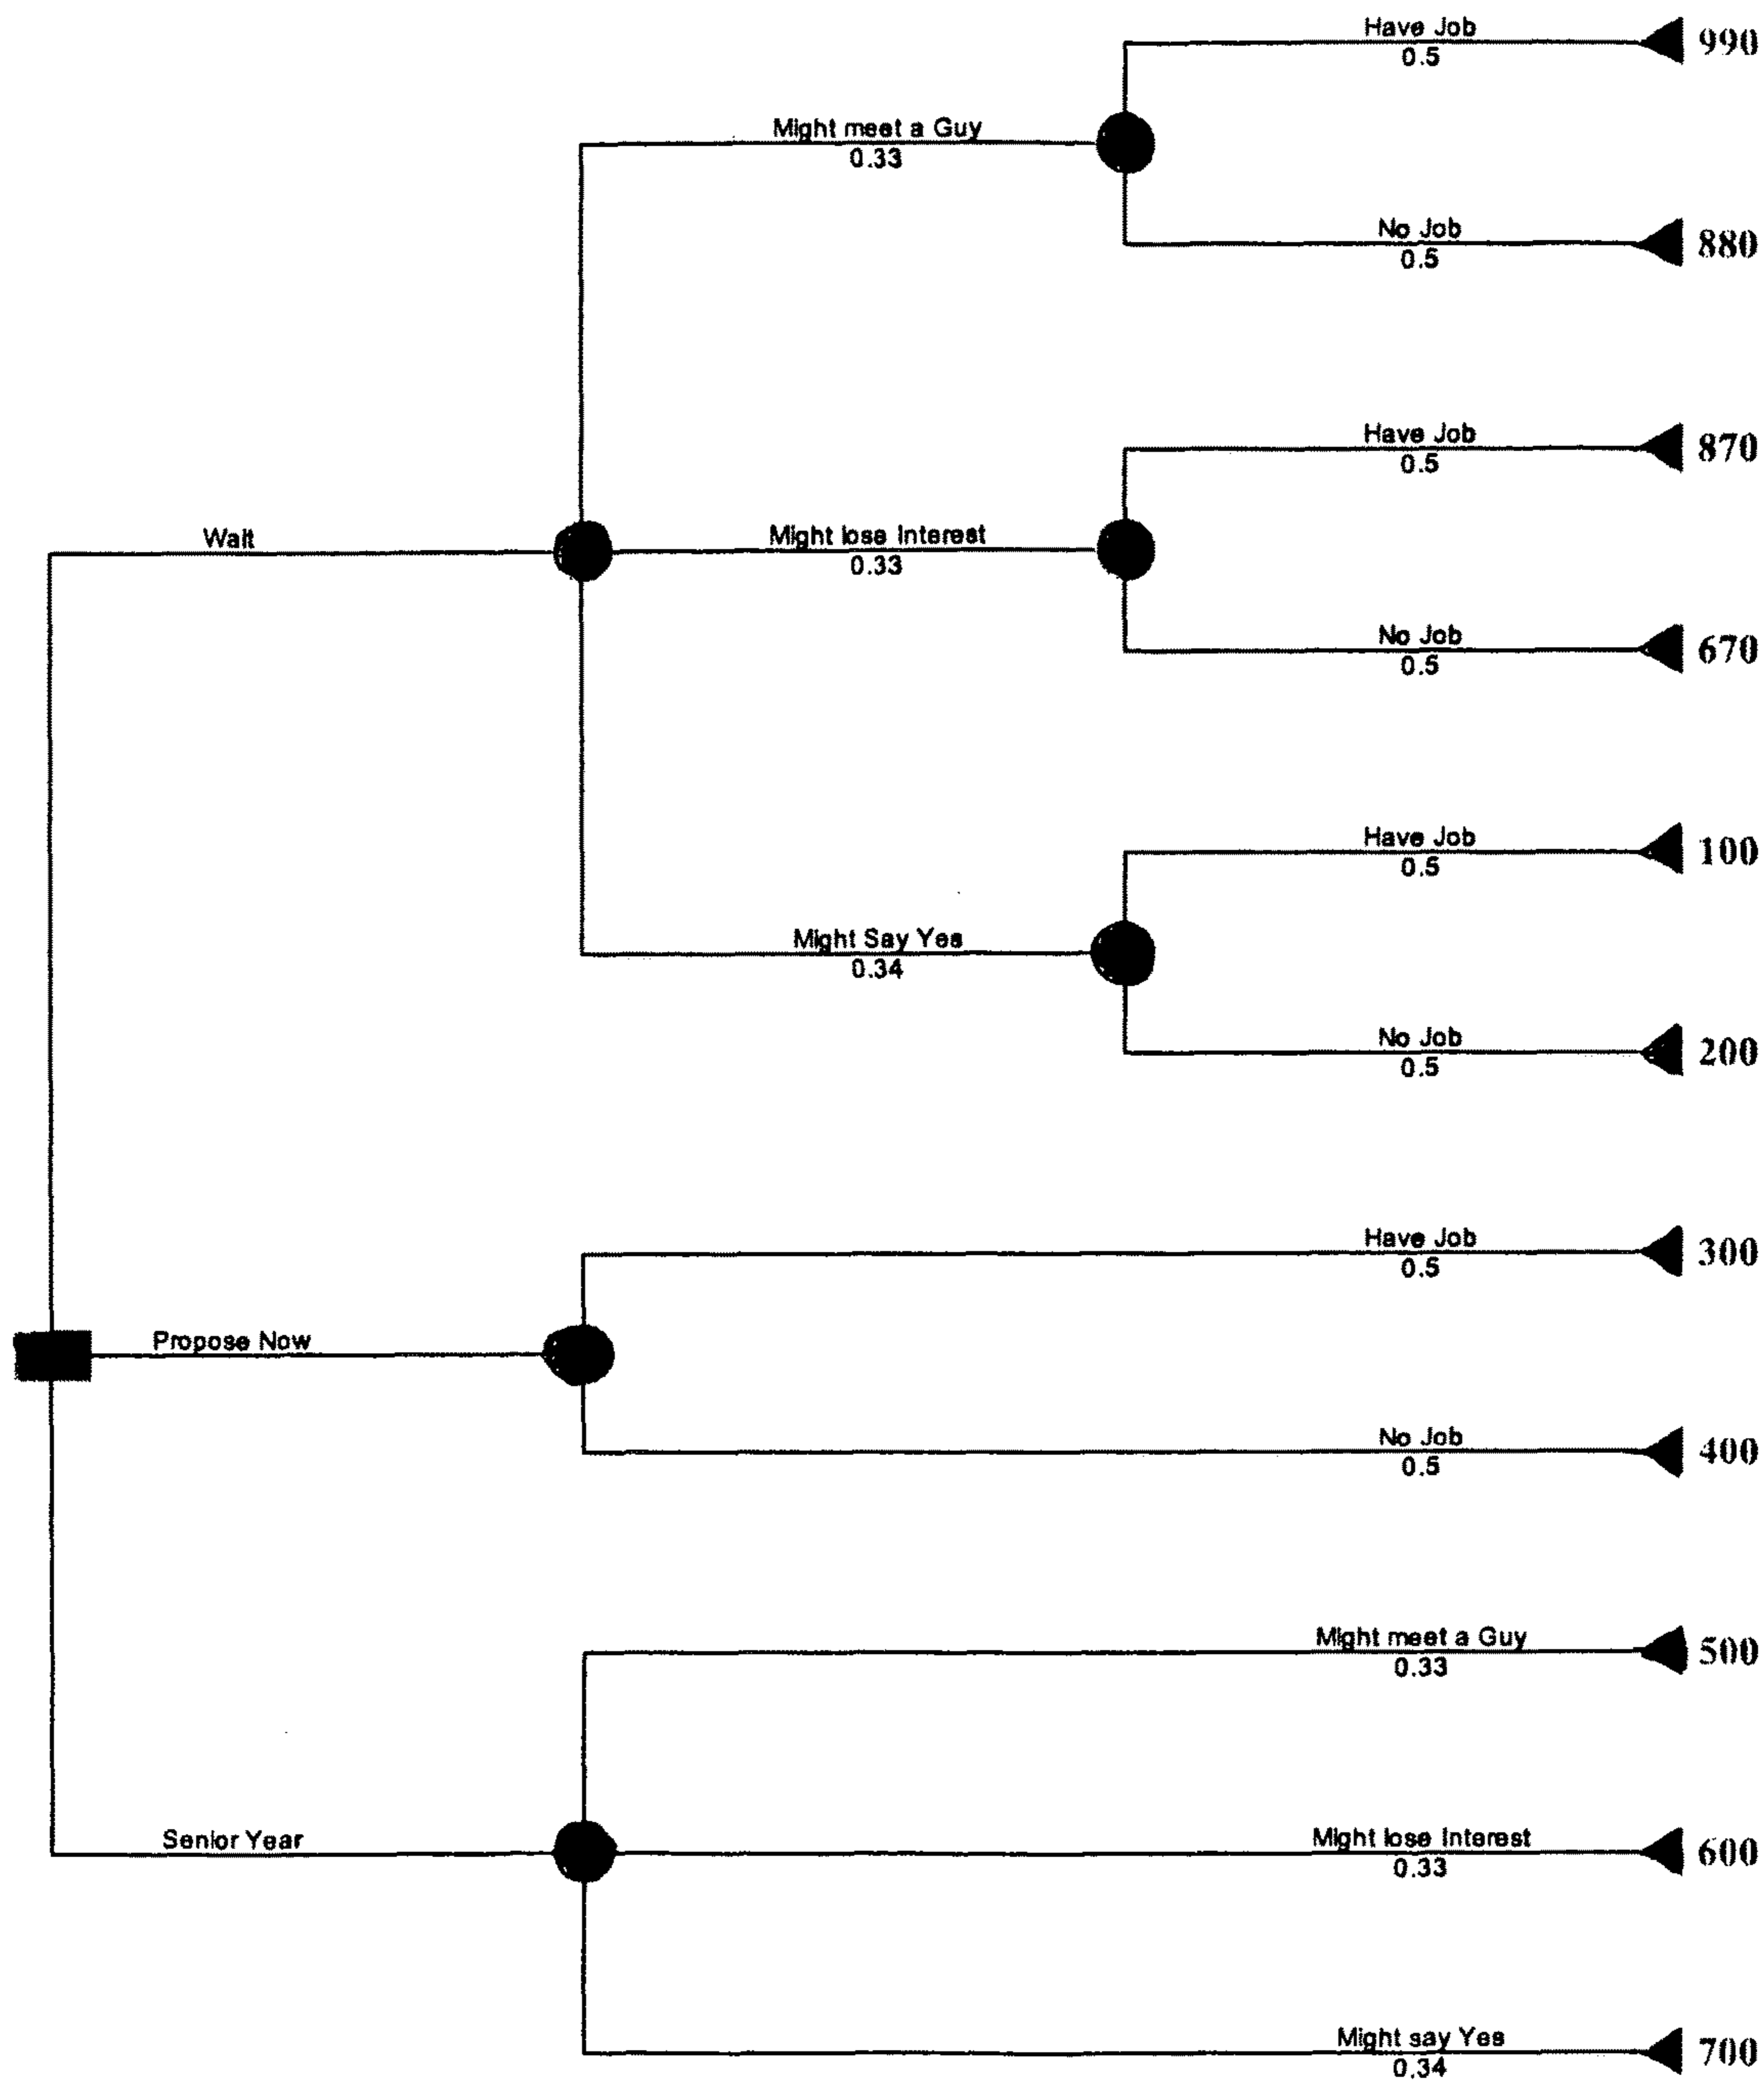 Have Job
0.5
990
Might meet a Guy
0.33
No Job
0.5
880
Have Job
0.5
870
Wait
Might lose Interest
0.33
No Job
0.5
670
Have Job
0.5
100
Might Say Yes
0.34
No Job
0.5
200
Have Job
0.5
300
Propose Now
No Job
0.5
400
Might meet a Guy
0.33
500
Senior Year
Might lose Interest
0.33
600
Might say Yes
0.34
700